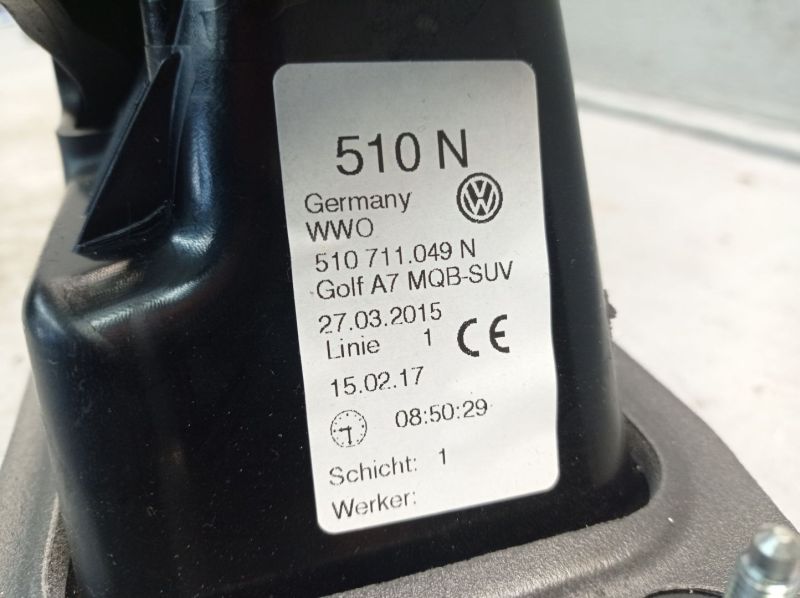 510 N
Germany
WWO
510 711.049 N
Golf A7 MQB-SUV
27.03.2015
Linie 1 CE
15.02.17
08:50:29
Schicht: 1
Werker: